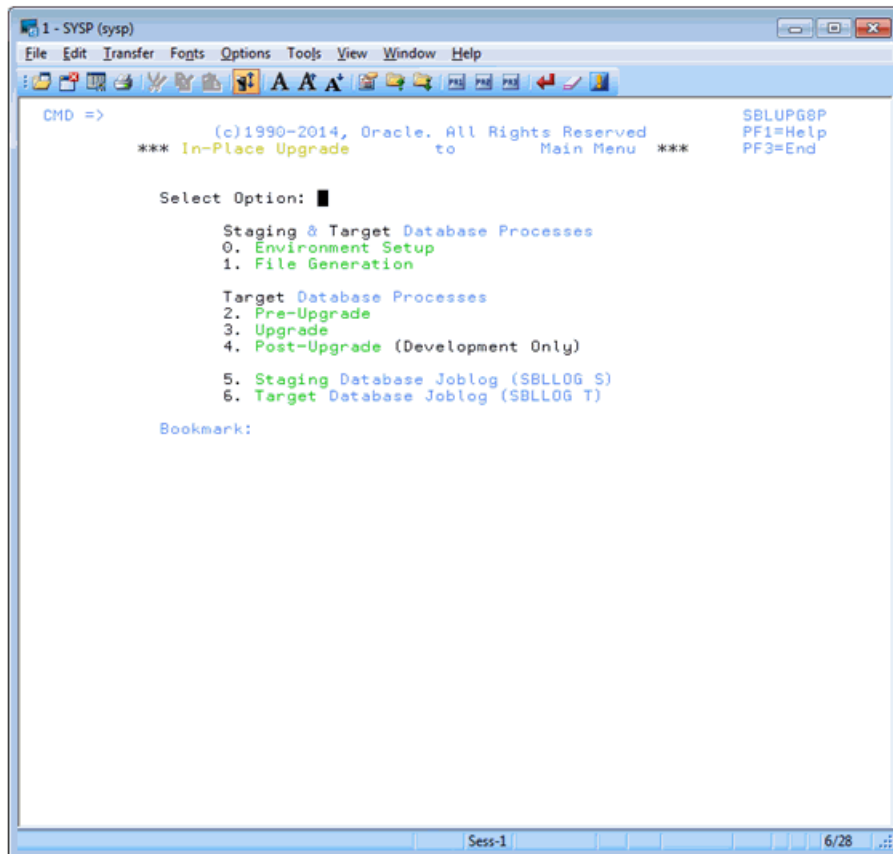 1 - SYSP (sysp)
File Edit Transfer Fonts Options Tools View Window Help
PA1 PA2 PA3
CMD => SBLUPG8P
(c)1990-2014, Oracle. All Rights Reserved PF1=Help
*** In-Place Upgrade to Main Menu *** PF3=End
Select Option:
Staging & Target Database Processes
0. Environment Setup
1. File Generation
Target Database Processes
2. Pre-Upgrade
3. Upgrade
4. Post-Upgrade (Development Only)
5. Staging Database Joblog (SBLLOG S)
6. Target Database Joblog (SBLLOG T)
Bookmark:
Sess-1 6/28